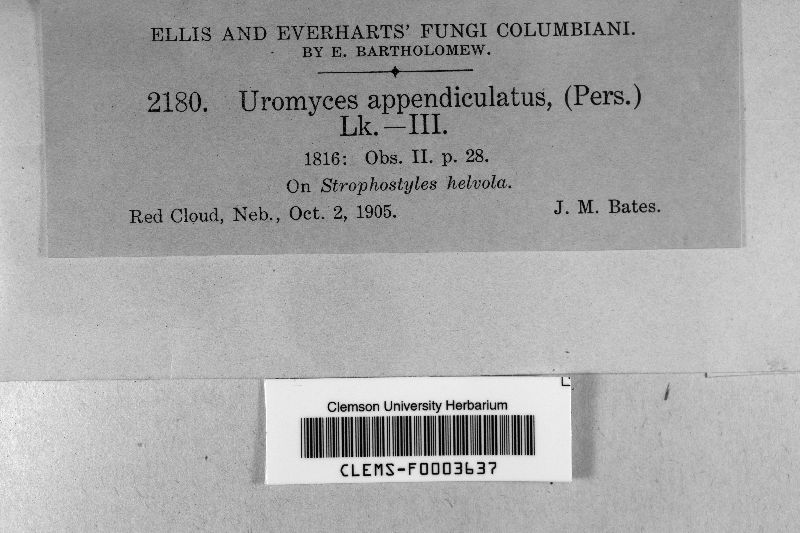 ELLIS AND EVERHARTS' FUNGI COLUMBIANI.
BY E. BARTHOLOMEW.
2180. Uromyces appendiculatus, (Pers.)
Lk.—III.
1816: Obs. II. p. 28.
On Strophostyles helvola.
Red Cloud, Neb., Oct. 2, 1905. J. M. Bates.
Clemson University Herbarium
CLEMS-F0003637